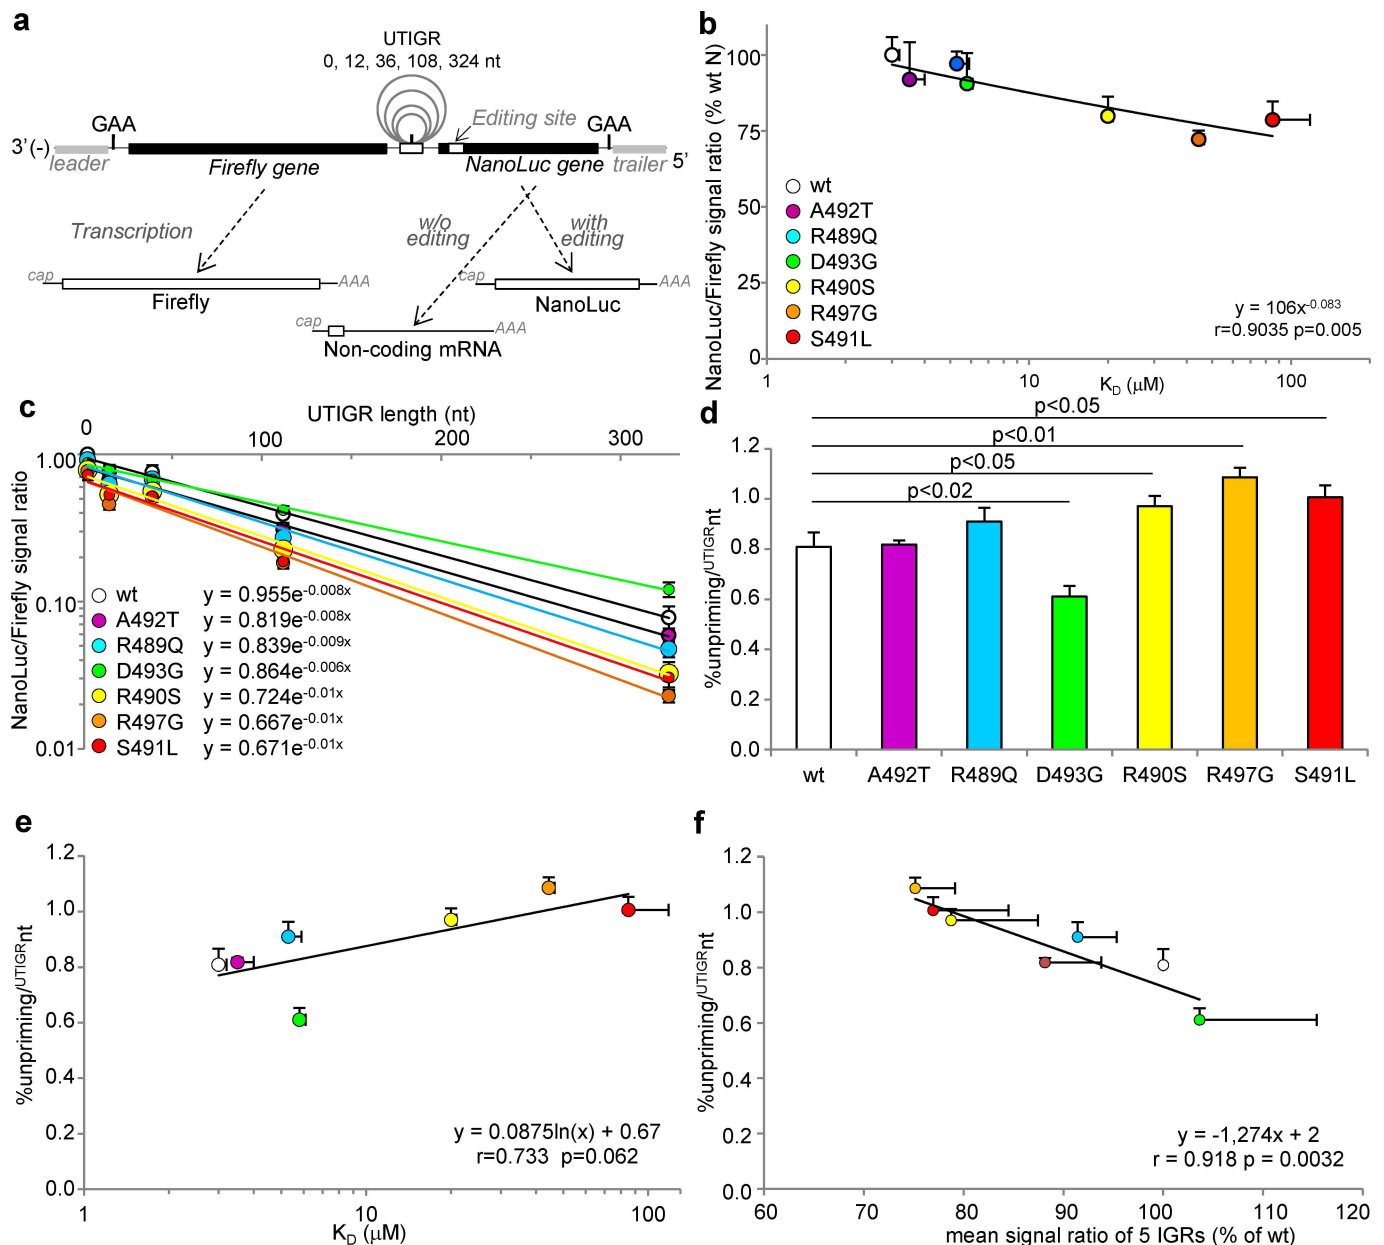 a
UTIGR
0, 12, 36, 108, 324 nt
GAA
Editing site
GAA
3'(-)
leader
Firefly gene
NanoLuc gene
trailer
5'
Transcription
w/o
editing
with
editing
cap
AAA
Firefly
cap
AAA
NanoLuc
cap
AAA
Non-coding mRNA
b
NanoLuc/Firefly signal ratio (% wt N)
100
75
50
25
0
wt
A492T
R489Q
D493G
R490S
R497G
S491L
y = 106x^-0.083
r=0.9035 p=0.005
1
10
100
K_D (µM)
c
UTIGR length (nt)
0
100
200
300
NanoLuc/Firefly signal ratio
1.00
0.10
0.01
wt y = 0.955e^-0.008x
A492T y = 0.819e^-0.008x
R489Q y = 0.839e^-0.009x
D493G y = 0.864e^-0.006x
R490S y = 0.724e^-0.01x
R497G y = 0.667e^-0.01x
S491L y = 0.671e^-0.01x
d
p<0.05
p<0.01
p<0.05
p<0.02
%unpriming/^UTIGR nt
1.2
1.0
0.8
0.6
0.4
0.2
0.0
wt
A492T
R489Q
D493G
R490S
R497G
S491L
e
%unpriming/^UTIGR nt
1.2
1.0
0.8
0.6
0.4
0.2
0.0
y = 0.0875ln(x) + 0.67
r=0.733 p=0.062
1
10
100
K_D (µM)
f
%unpriming/^UTIGR nt
1.2
1.0
0.8
0.6
0.4
0.2
0.0
y = -1,274x + 2
r = 0.918 p = 0.0032
60
70
80
90
100
110
120
mean signal ratio of 5 IGRs (% of wt)